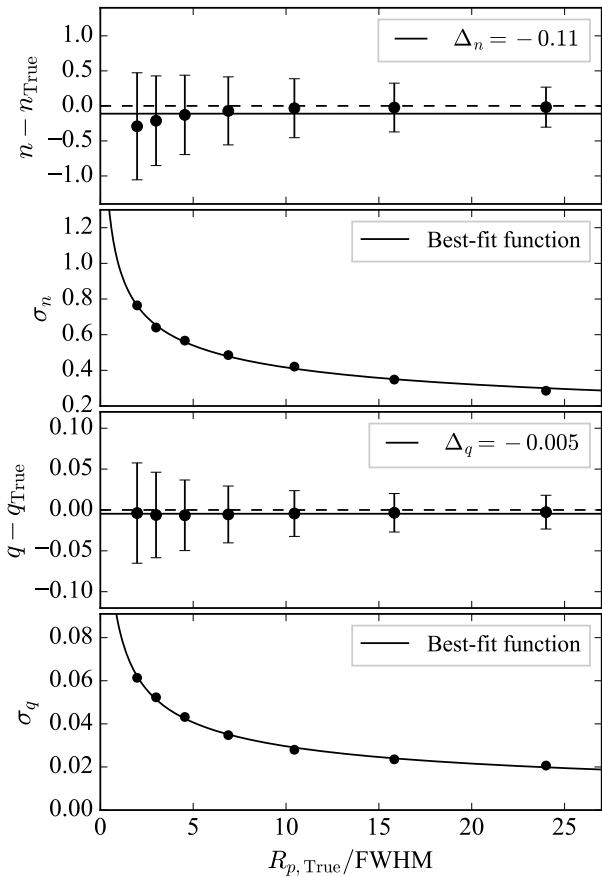 n − n_True
1.0
0.5
0.0
−0.5
−1.0
Δ_n = −0.11
σ_n
1.2
1.0
0.8
0.6
0.4
0.2
Best-fit function
q − q_True
0.10
0.05
0.00
−0.05
−0.10
Δ_q = −0.005
σ_q
0.08
0.06
0.04
0.02
0.00
Best-fit function
0 5 10 15 20 25
R_p,True/FWHM